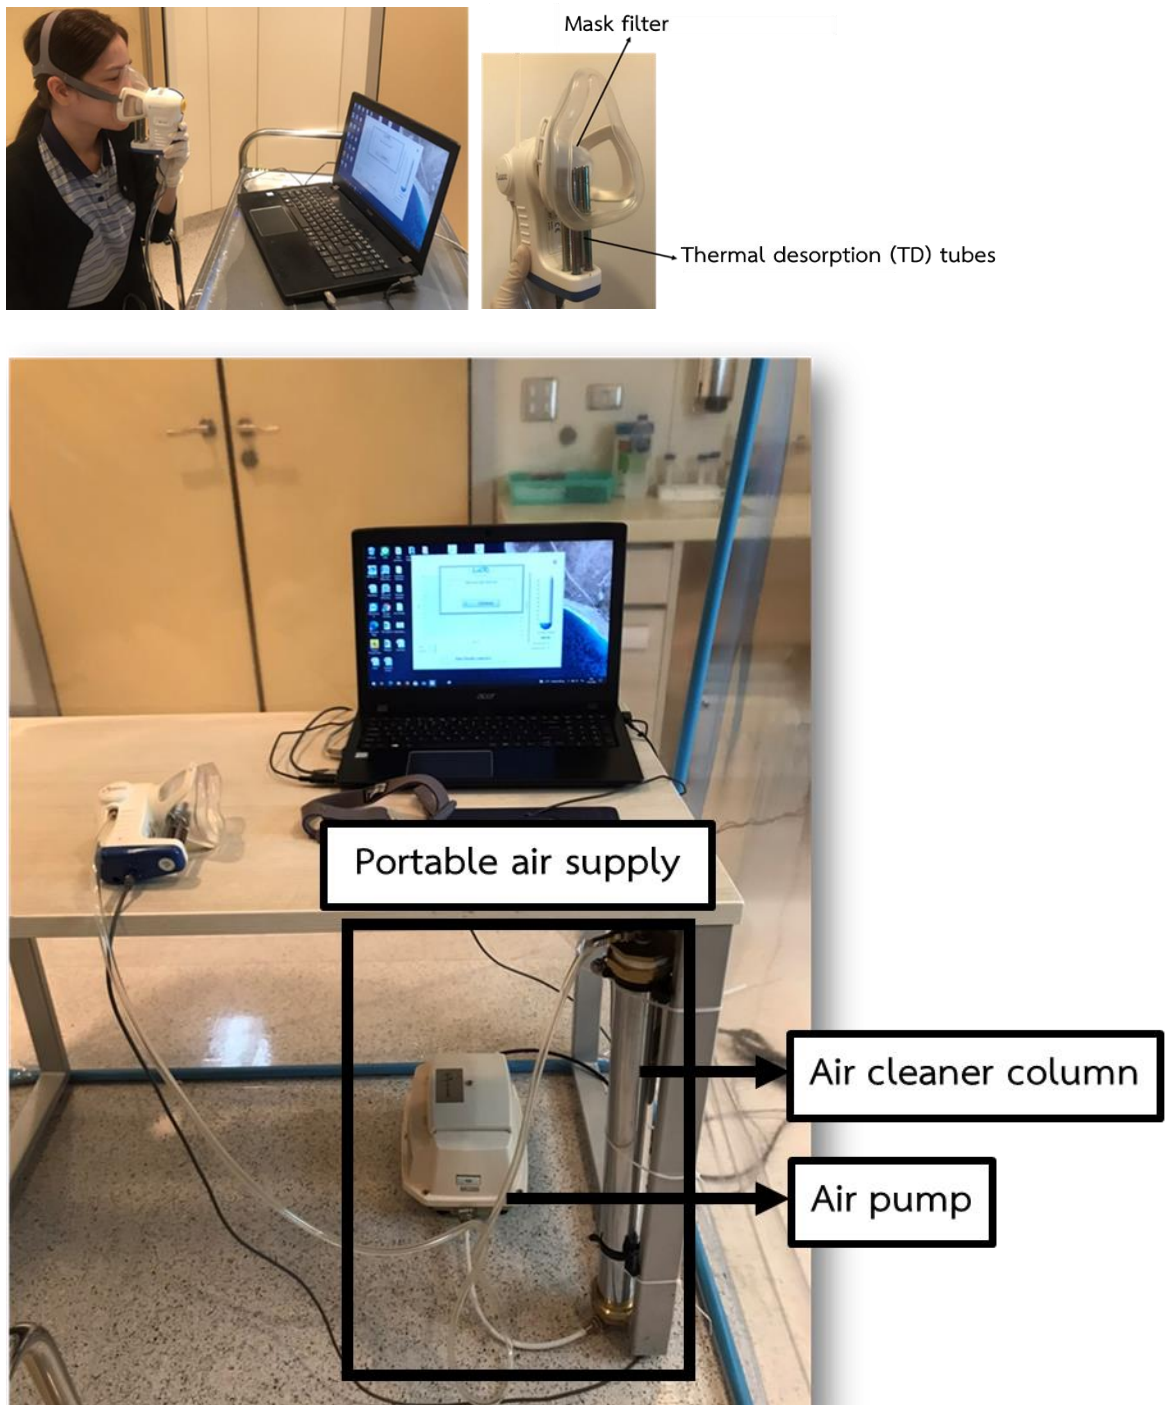 Mask filter
Thermal desorption (TD) tubes
acer
Portable air supply
Air cleaner column
Air pump